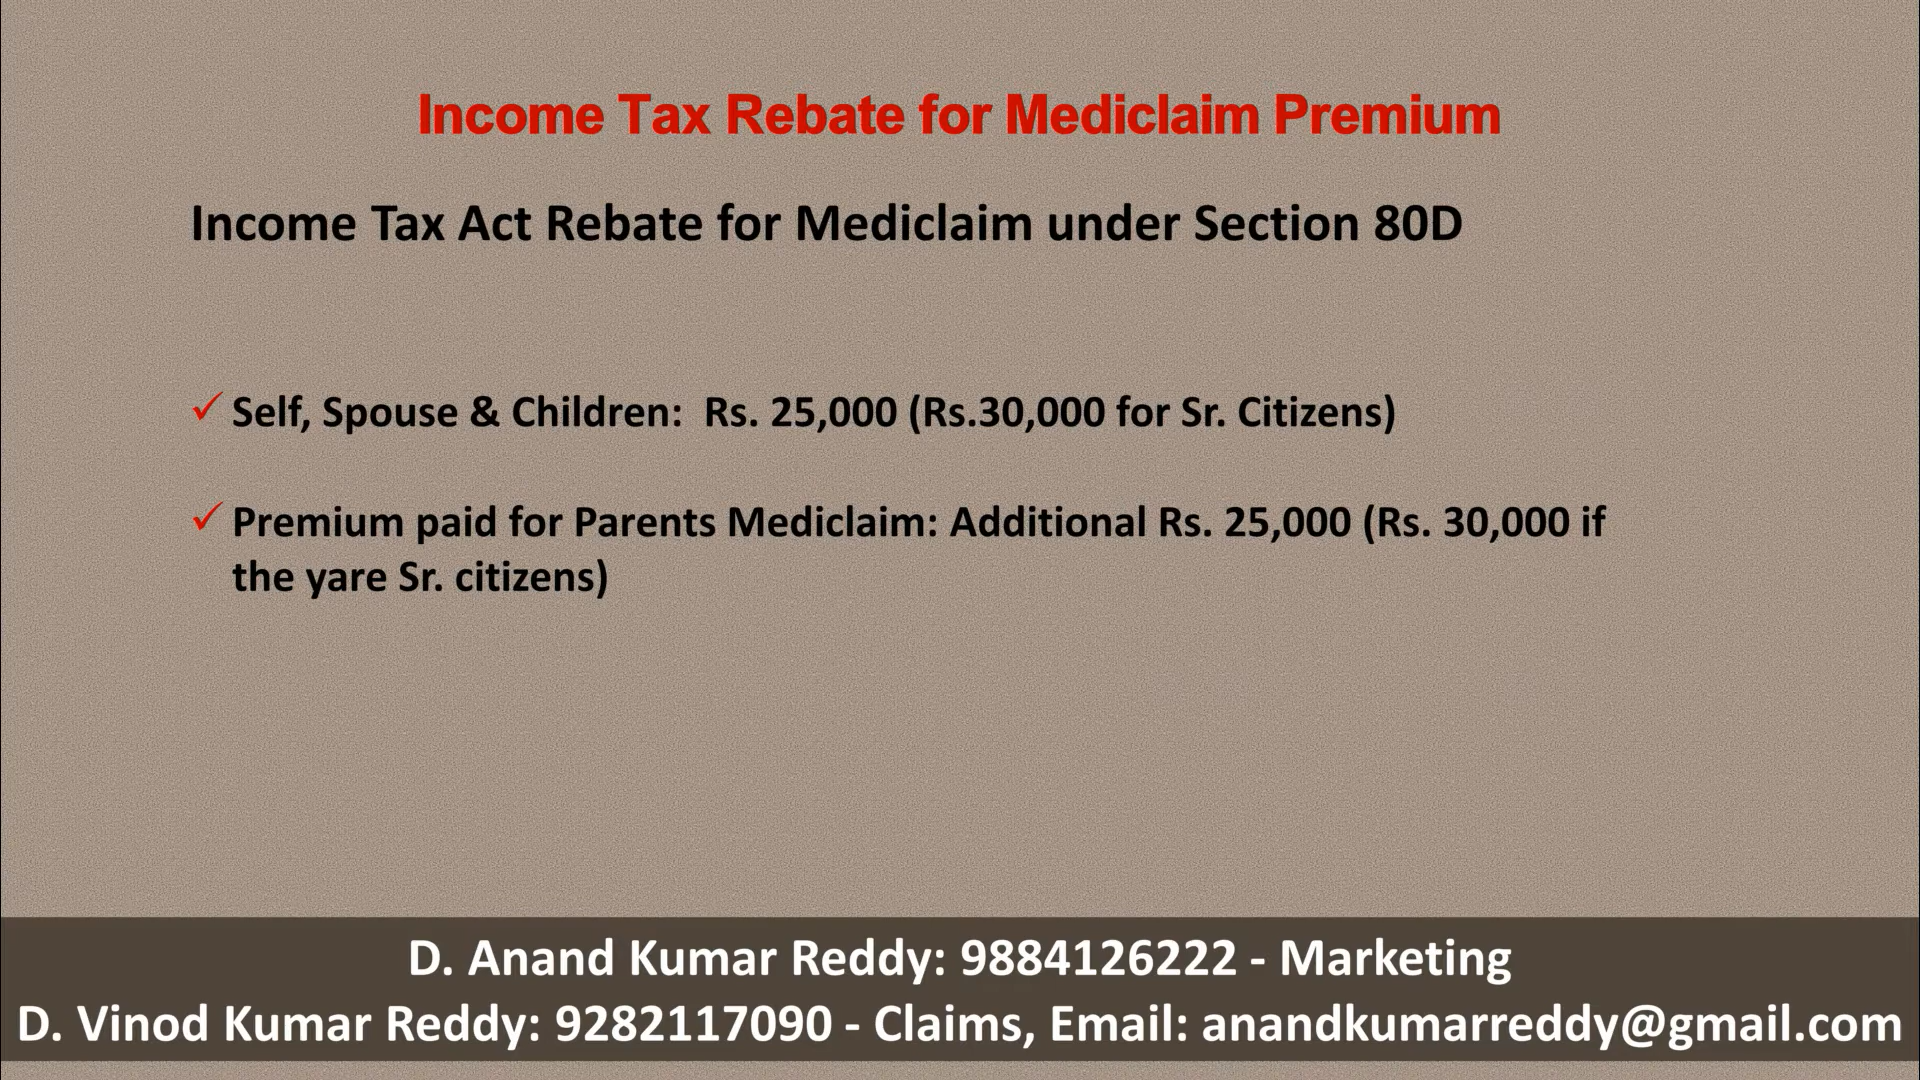 Income Tax Rebate for Mediclaim Premium
Income Tax Act Rebate for Mediclaim under Section 80D
✓ Self, Spouse & Children:  Rs. 25,000 (Rs.30,000 for Sr. Citizens)
✓ Premium paid for Parents Mediclaim: Additional Rs. 25,000 (Rs. 30,000 if
the yare Sr. citizens)
D. Anand Kumar Reddy: 9884126222 - Marketing
D. Vinod Kumar Reddy: 9282117090 - Claims, Email: anandkumarreddy@gmail.com